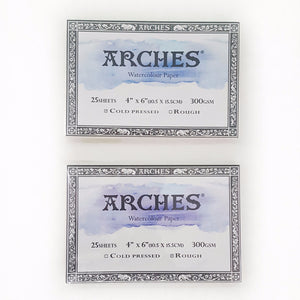 ARCHES®
Watercolour Paper
25SHEETS 4" X 6"(10.5 X 15.5CM) 300GSM
☑ COLD PRESSED ☐ ROUGH
ARCHES
ARCHES®
Watercolour Paper
25SHEETS 4" X 6"(10.5 X 15.5CM) 300GSM
☐ COLD PRESSED ☑ ROUGH